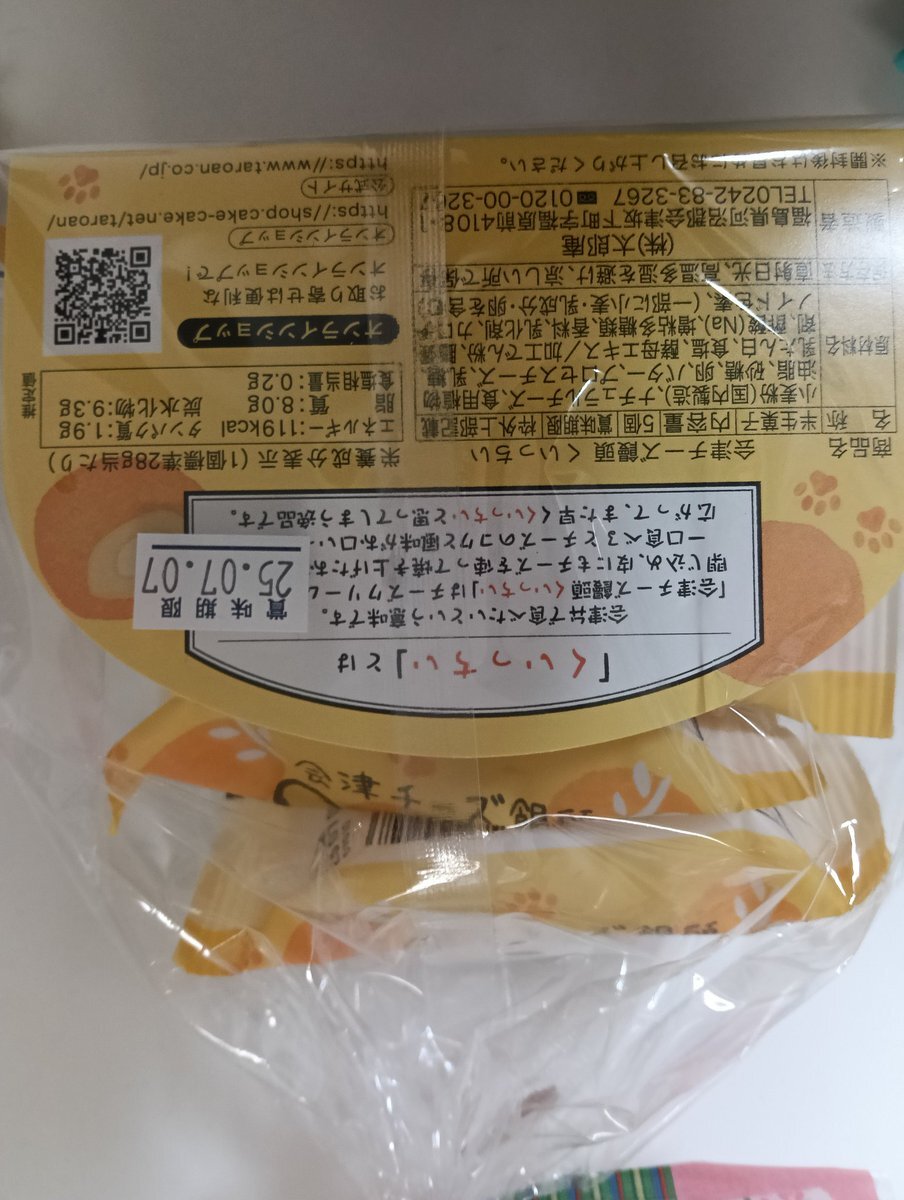 「くいっちい」とは
会津弁で食べたいという意味です。
「会津チーズ饅頭 くいっちい」はチーズクリーム
閉じ込め、皮にもチーズを使って焼き上げたお
一口食べるとチーズのコクと風味がお口い
広がって、また早くくいっちいと思ってしまう逸品です。
賞味期限
25.07.07
商品名 会津チーズ饅頭 くいっちい
名 称 半生菓子 内容量 5個 賞味期限 枠外上部記載
原材料名 小麦粉(国内製造)、ナチュラルチーズ、食用植物
油脂、砂糖、卵、バター、プロセスチーズ、乳糖、
乳たん白、食塩、酵母エキス/加工でん粉、膨張
剤、酢酸(Na)、増粘多糖類、香料、乳化剤、カロチ
ノイド色素、(一部に小麦・乳成分・卵を含む)
保存方法 直射日光、高温多湿を避け、涼しい所で保
製造者 (株)太郎庵
福島県河沼郡会津坂下町字福原前4108-1
TEL0242-83-3267 0120-00-3267
※開封後はお早めにお召し上がりください。
栄養成分表示(1個標準28g当たり)
エネルギー:119kcal タンパク質:1.9g
脂 質:8.0g 炭水化物:9.3g
食塩相当量:0.2g
推定値
オンラインショップ
お取り寄せは便利な
オンラインショップで!
オンラインショップ
https://shop.cake-cake.net/taroan/
公式サイト
https://www.taroan.co.jp/
会津チーズ饅頭